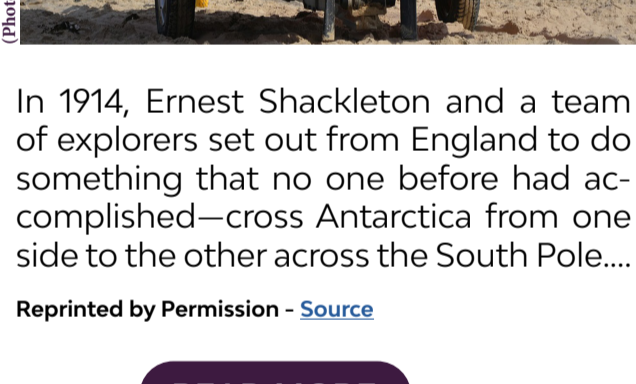 (Phot
In 1914, Ernest Shackleton and a team
of explorers set out from England to do
something that no one before had ac-
complished—cross Antarctica from one
side to the other across the South Pole....
Reprinted by Permission - Source